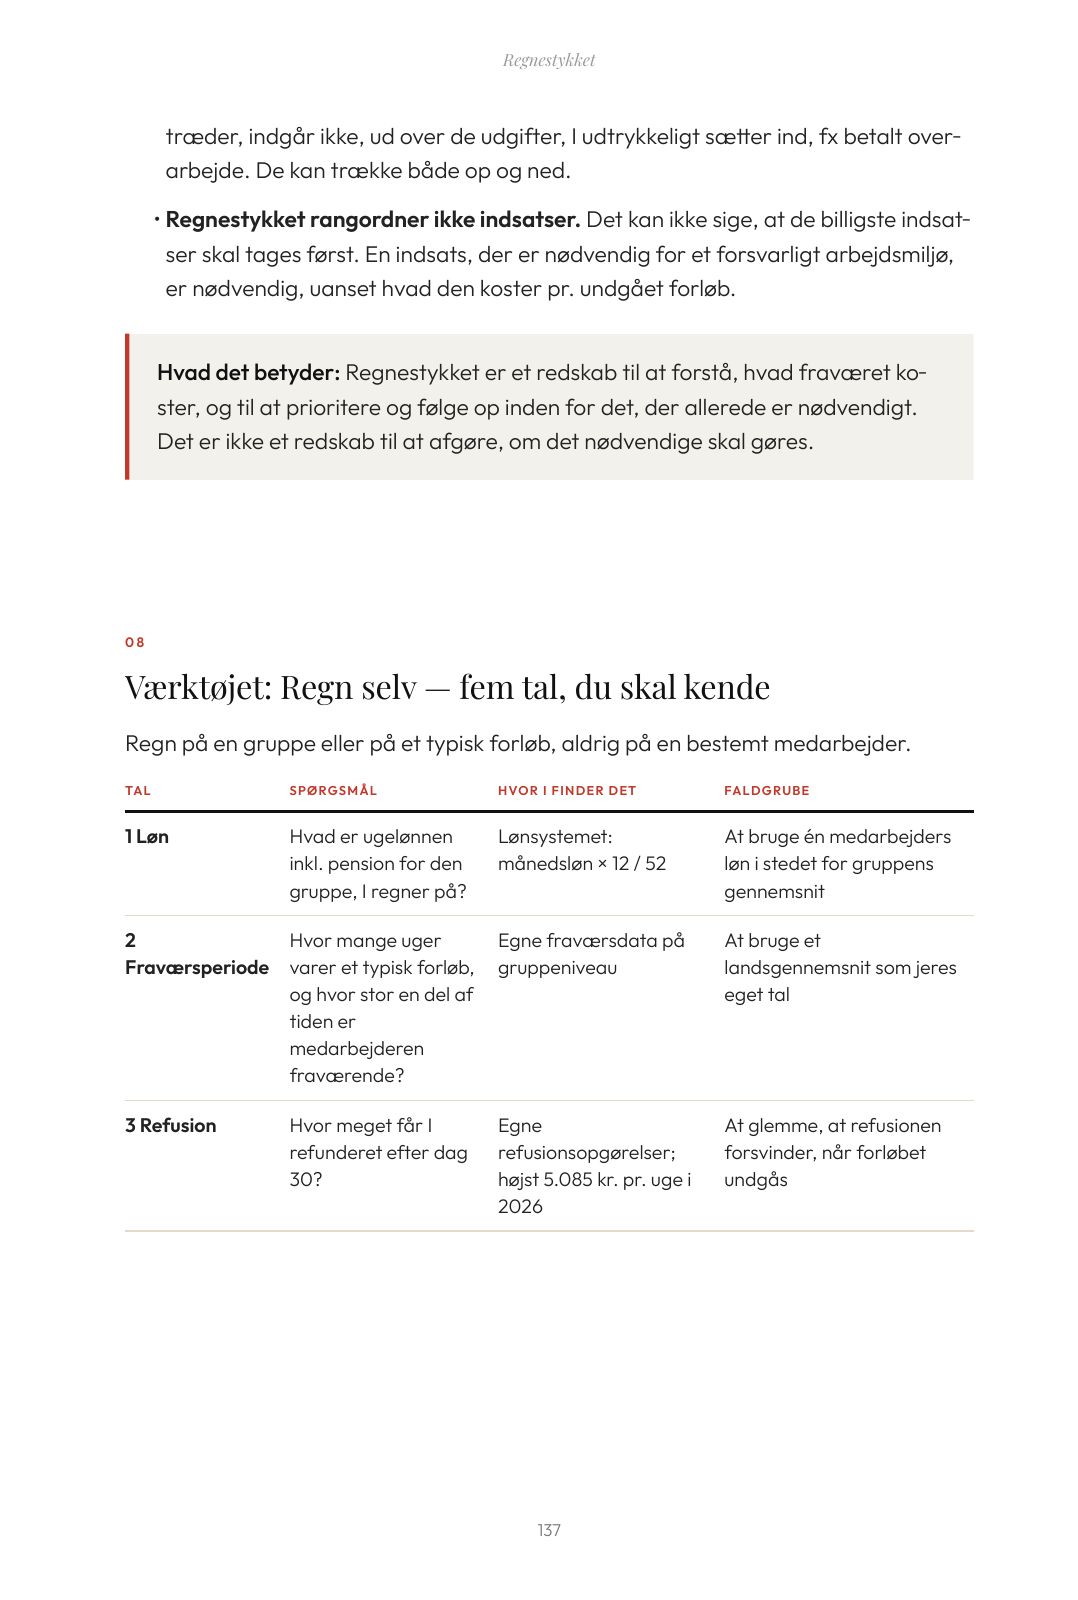 Regnestykket
træder, indgår ikke, ud over de udgifter, I udtrykkeligt sætter ind, fx betalt over-
arbejde. De kan trække både op og ned.
• Regnestykket rangordner ikke indsatser. Det kan ikke sige, at de billigste indsat-
ser skal tages først. En indsats, der er nødvendig for et forsvarligt arbejdsmiljø,
er nødvendig, uanset hvad den koster pr. undgået forløb.
Hvad det betyder: Regnestykket er et redskab til at forstå, hvad fraværet ko-
ster, og til at prioritere og følge op inden for det, der allerede er nødvendigt.
Det er ikke et redskab til at afgøre, om det nødvendige skal gøres.
08
Værktøjet: Regn selv — fem tal, du skal kende
Regn på en gruppe eller på et typisk forløb, aldrig på en bestemt medarbejder.
TAL SPØRGSMÅL HVOR I FINDER DET FALDGRUBE
1 Løn
Hvad er ugelønnen
inkl. pension for den
gruppe, I regner på?
Lønsystemet:
månedsløn × 12 / 52
At bruge én medarbejders
løn i stedet for gruppens
gennemsnit
2
Fraværsperiode
Hvor mange uger
varer et typisk forløb,
og hvor stor en del af
tiden er
medarbejderen
fraværende?
Egne fraværsdata på
gruppeniveau
At bruge et
landsgennemsnit som jeres
eget tal
3 Refusion
Hvor meget får I
refunderet efter dag
30?
Egne
refusionsopgørelser;
højst 5.085 kr. pr. uge i
2026
At glemme, at refusionen
forsvinder, når forløbet
undgås
137